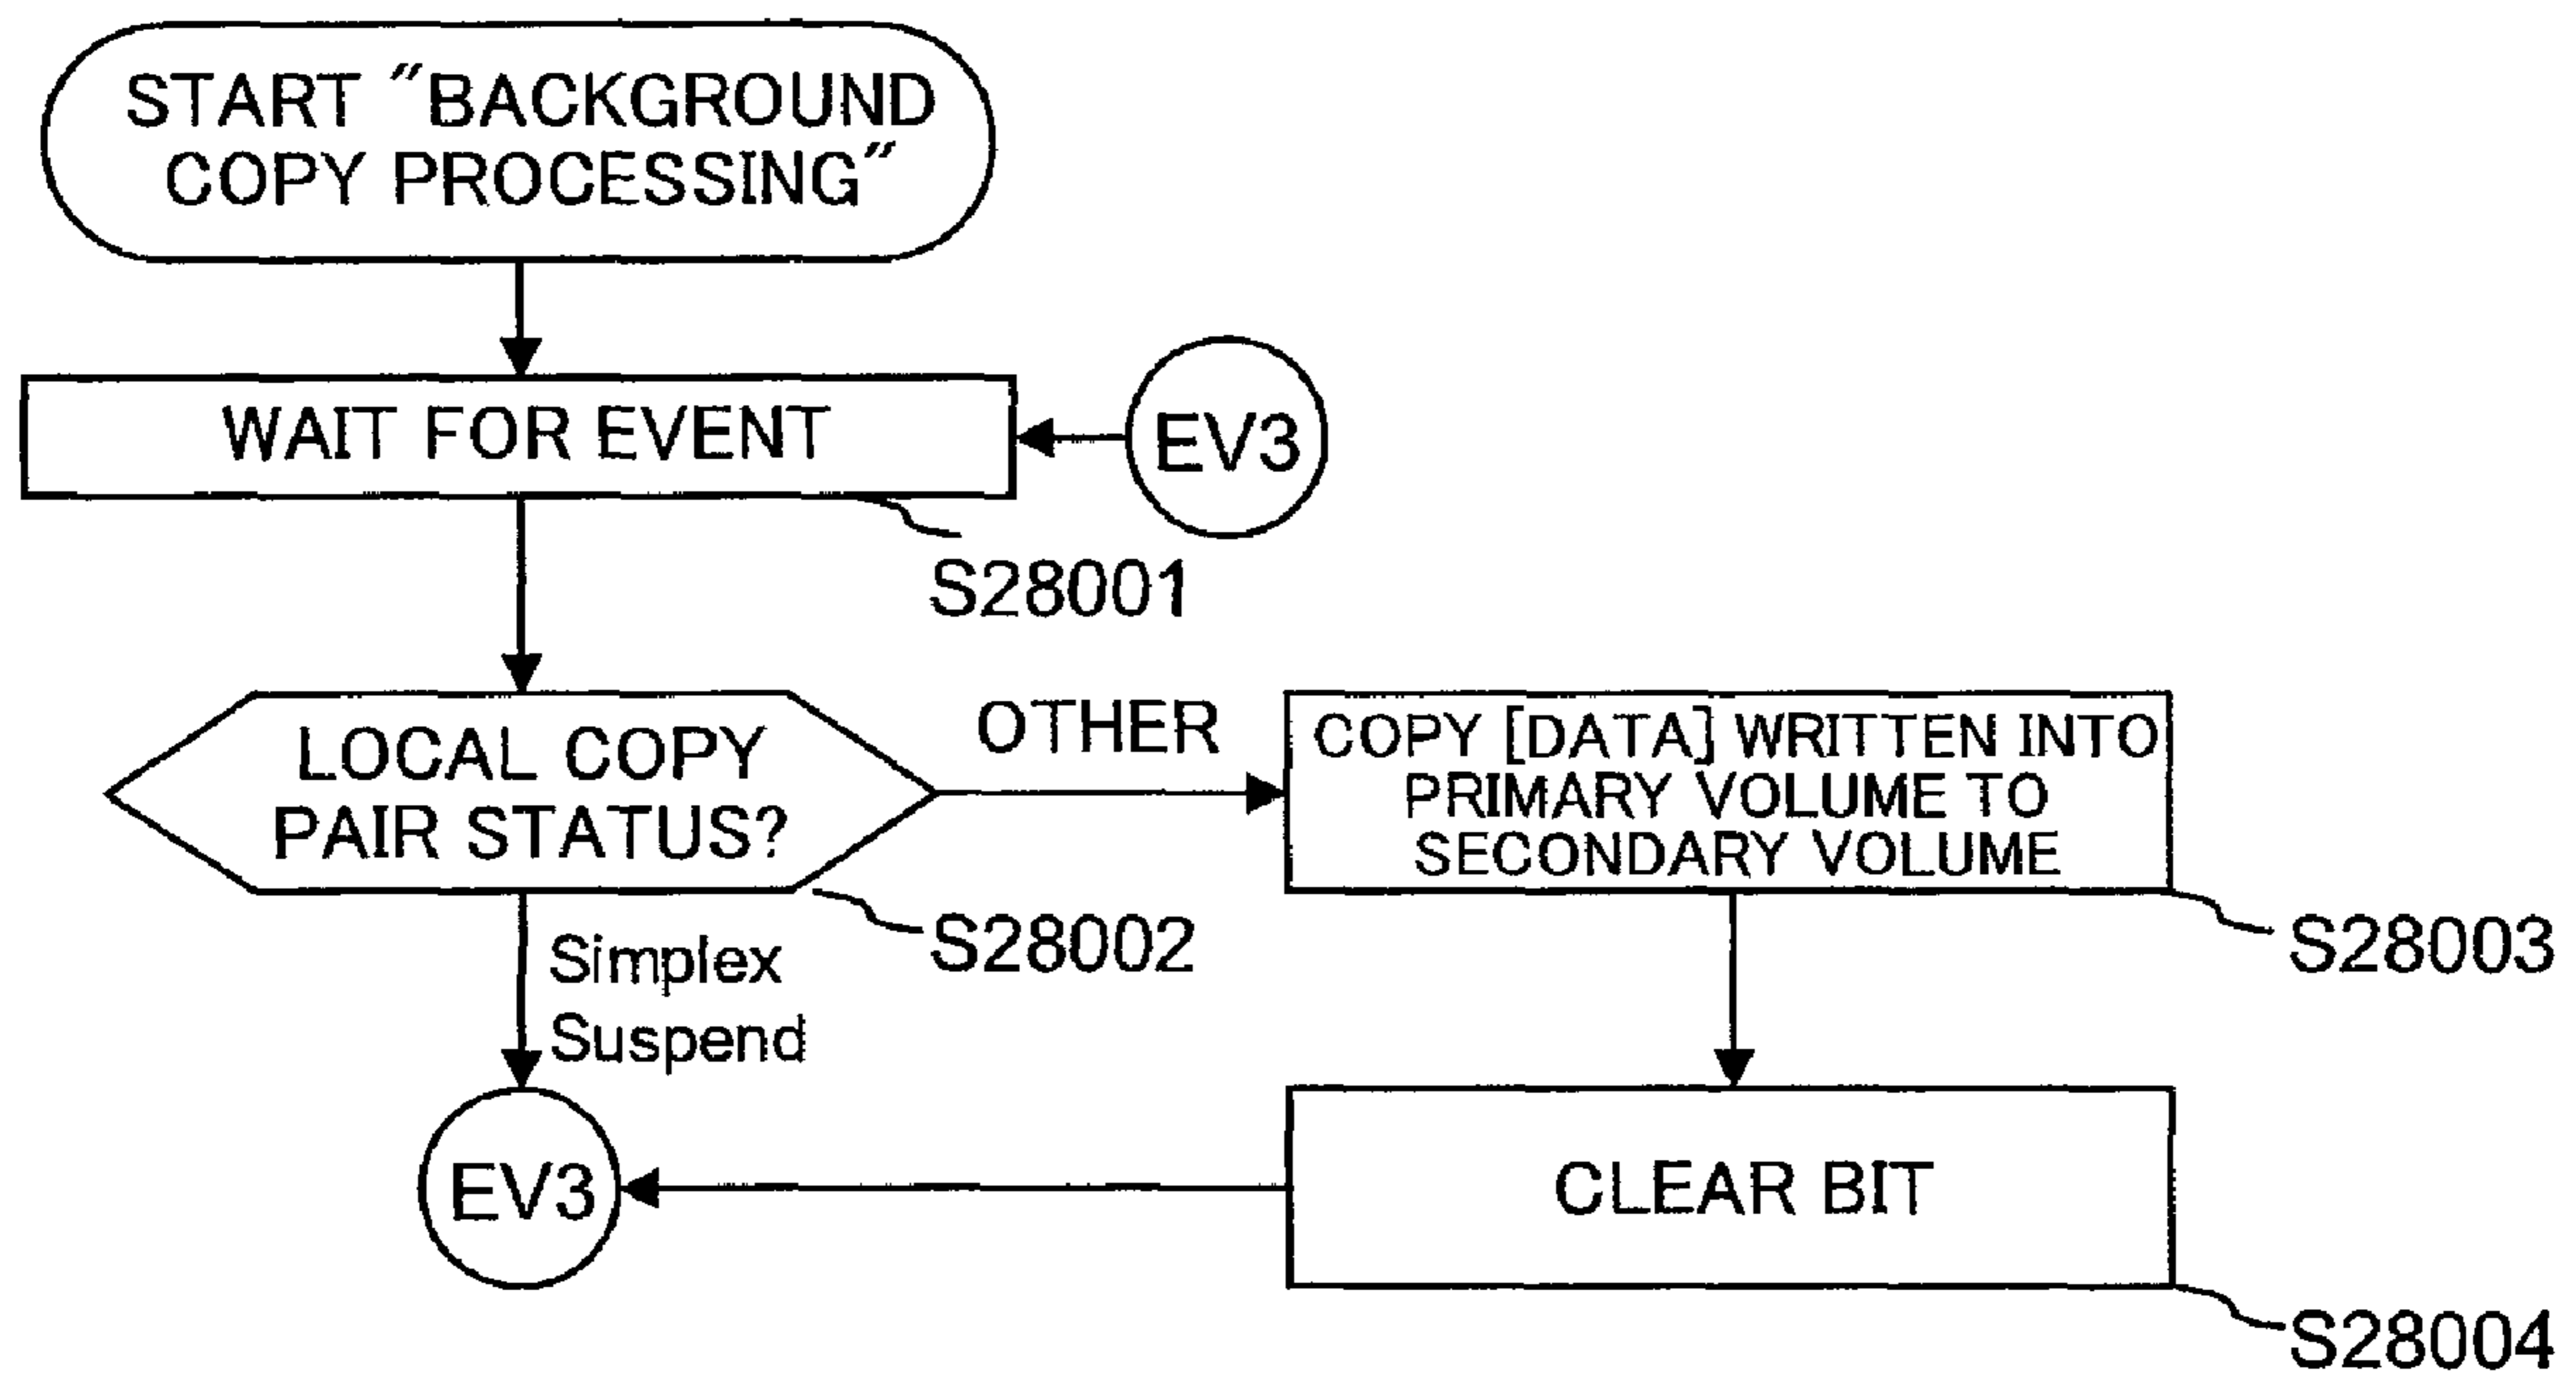 START "BACKGROUND
COPY PROCESSING"
WAIT FOR EVENT
EV3
S28001
LOCAL COPY
PAIR STATUS?
S28002
OTHER
COPY [DATA] WRITTEN INTO
PRIMARY VOLUME TO
SECONDARY VOLUME
S28003
Simplex
Suspend
EV3
CLEAR BIT
S28004